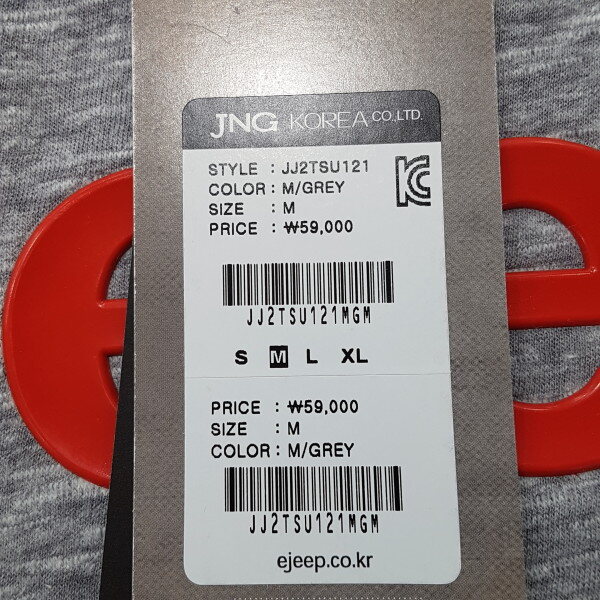 JNG KOREA CO.LTD.
STYLE : JJ2TSU121
COLOR : M/GREY
SIZE : M
PRICE : ₩59,000
JJ2TSU121MGM
S M L XL
PRICE : ₩59,000
SIZE : M
COLOR : M/GREY
JJ2TSU121MGM
ejeep.co.kr
e e